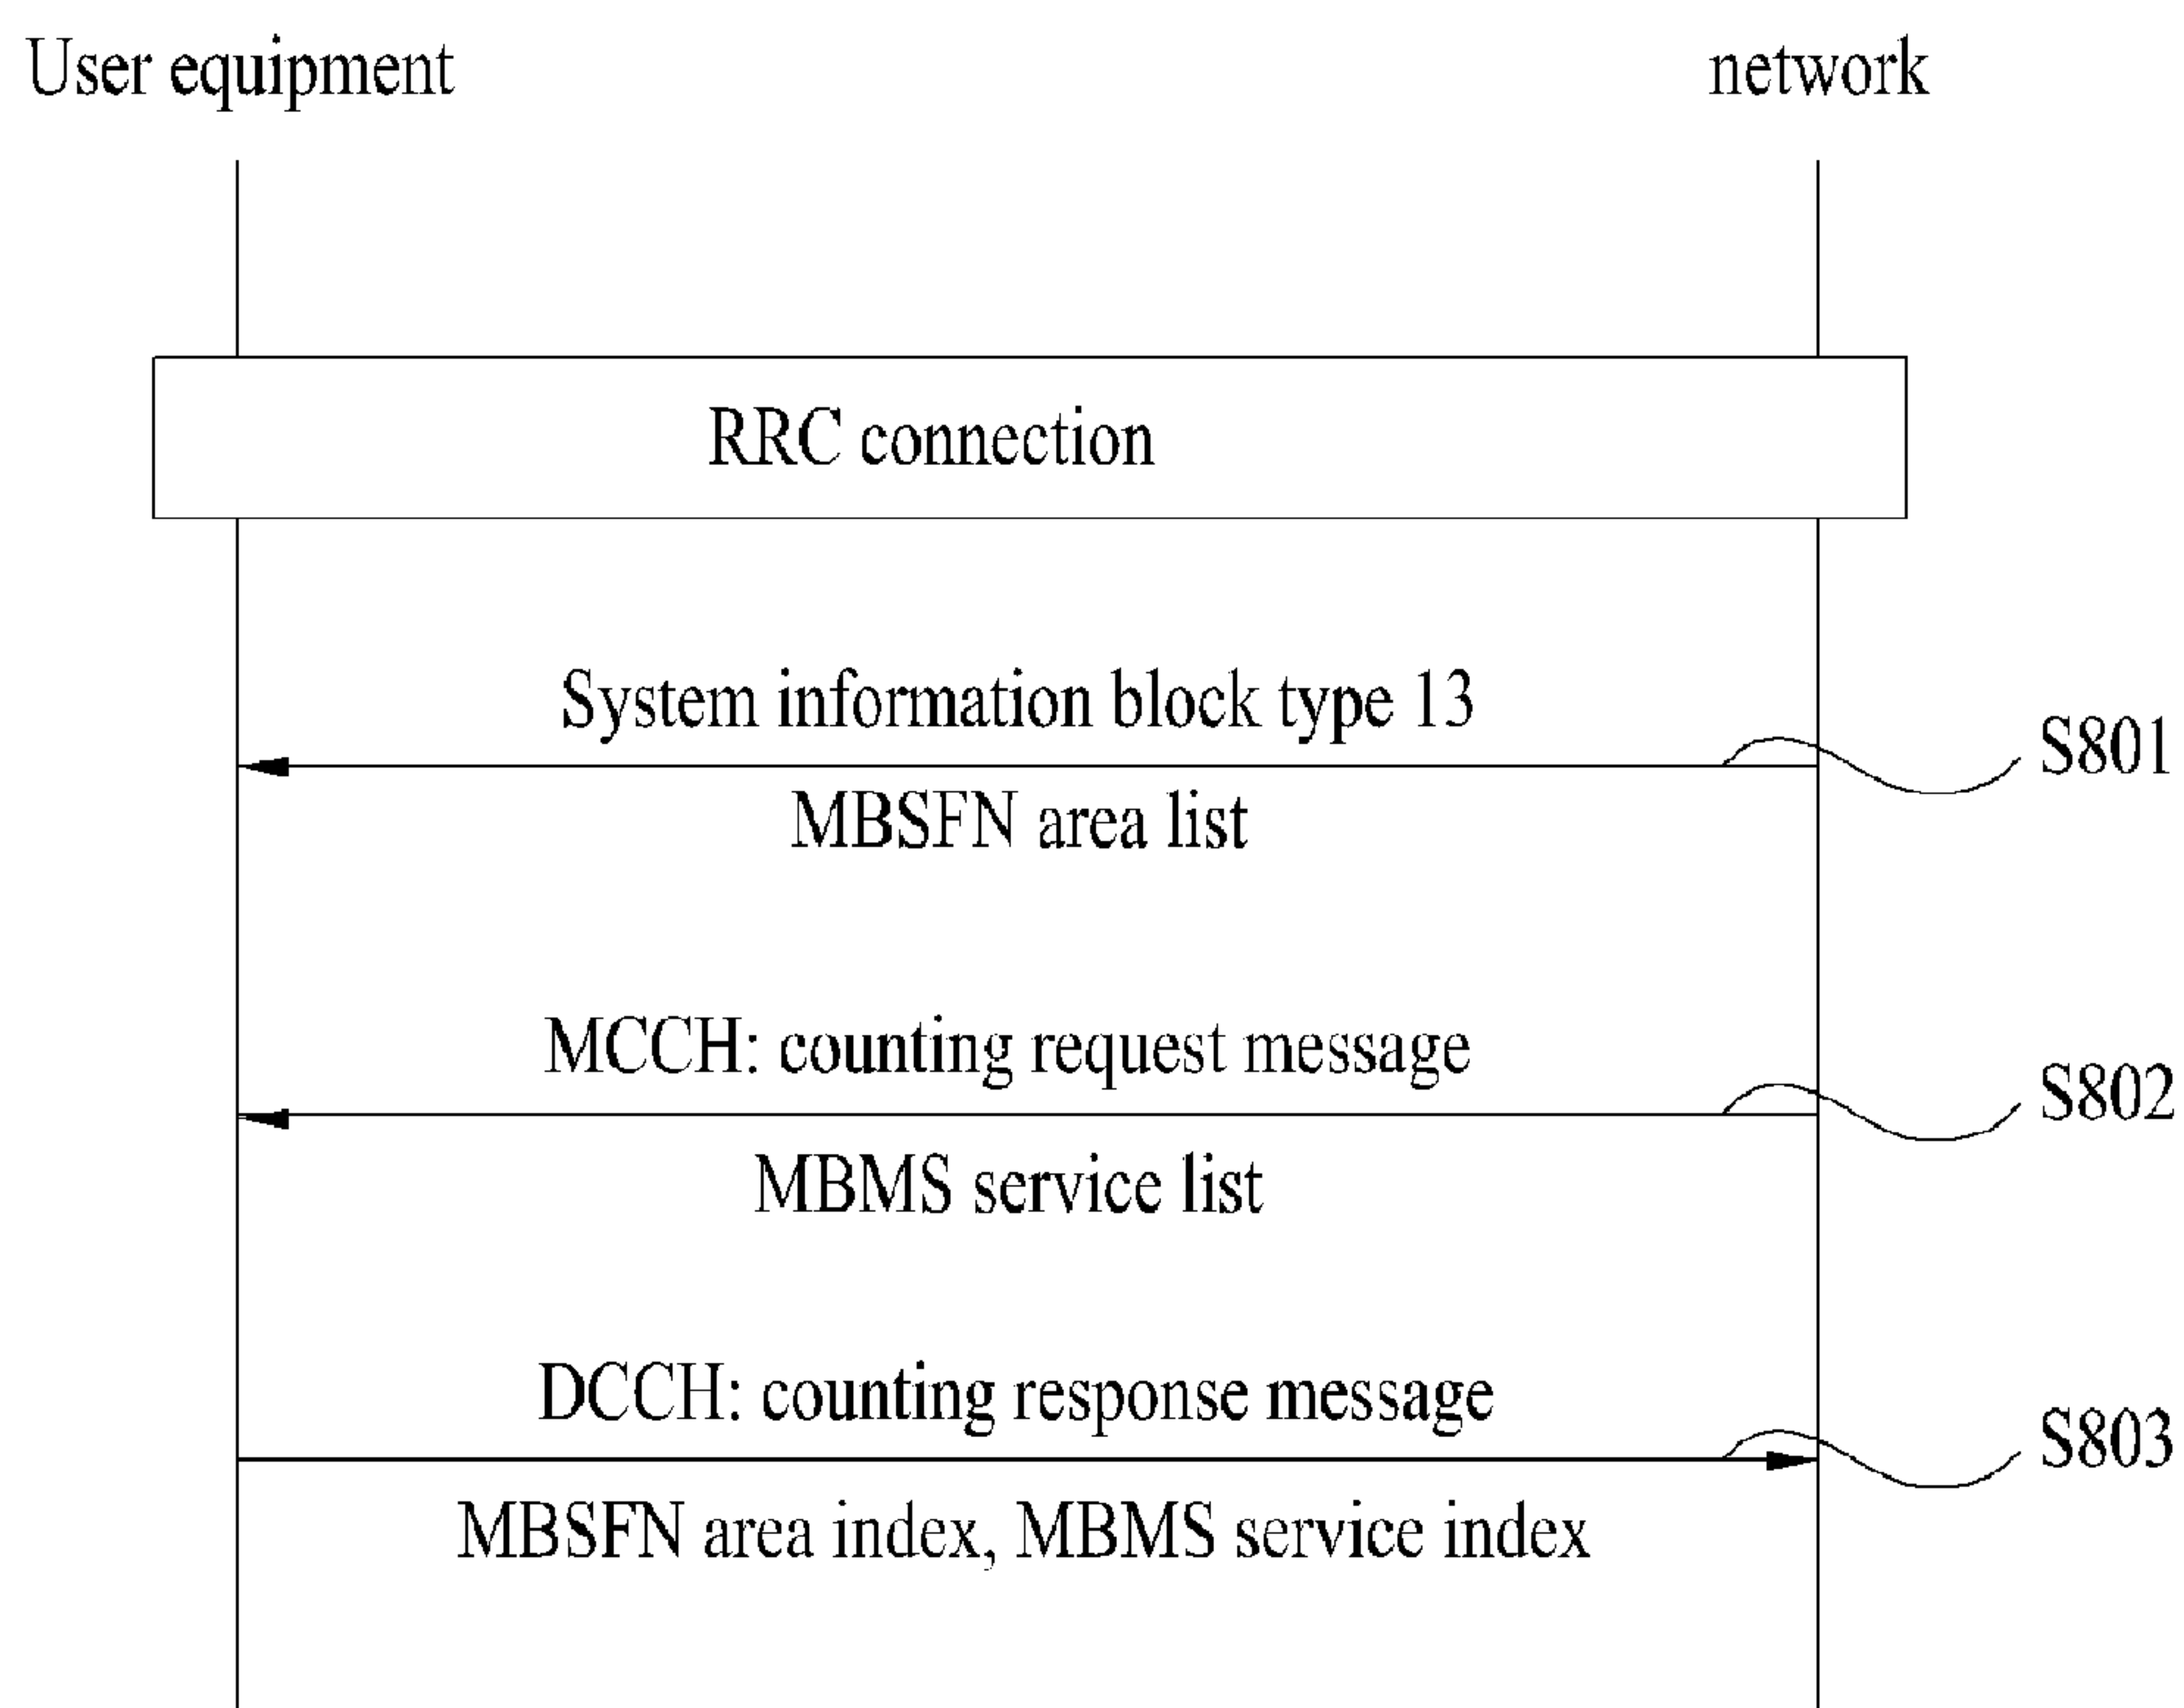 User equipment
network
RRC connection
System information block type 13
S801
MBSFN area list
MCCH: counting request message
S802
MBMS service list
DCCH: counting response message
S803
MBSFN area index, MBMS service index